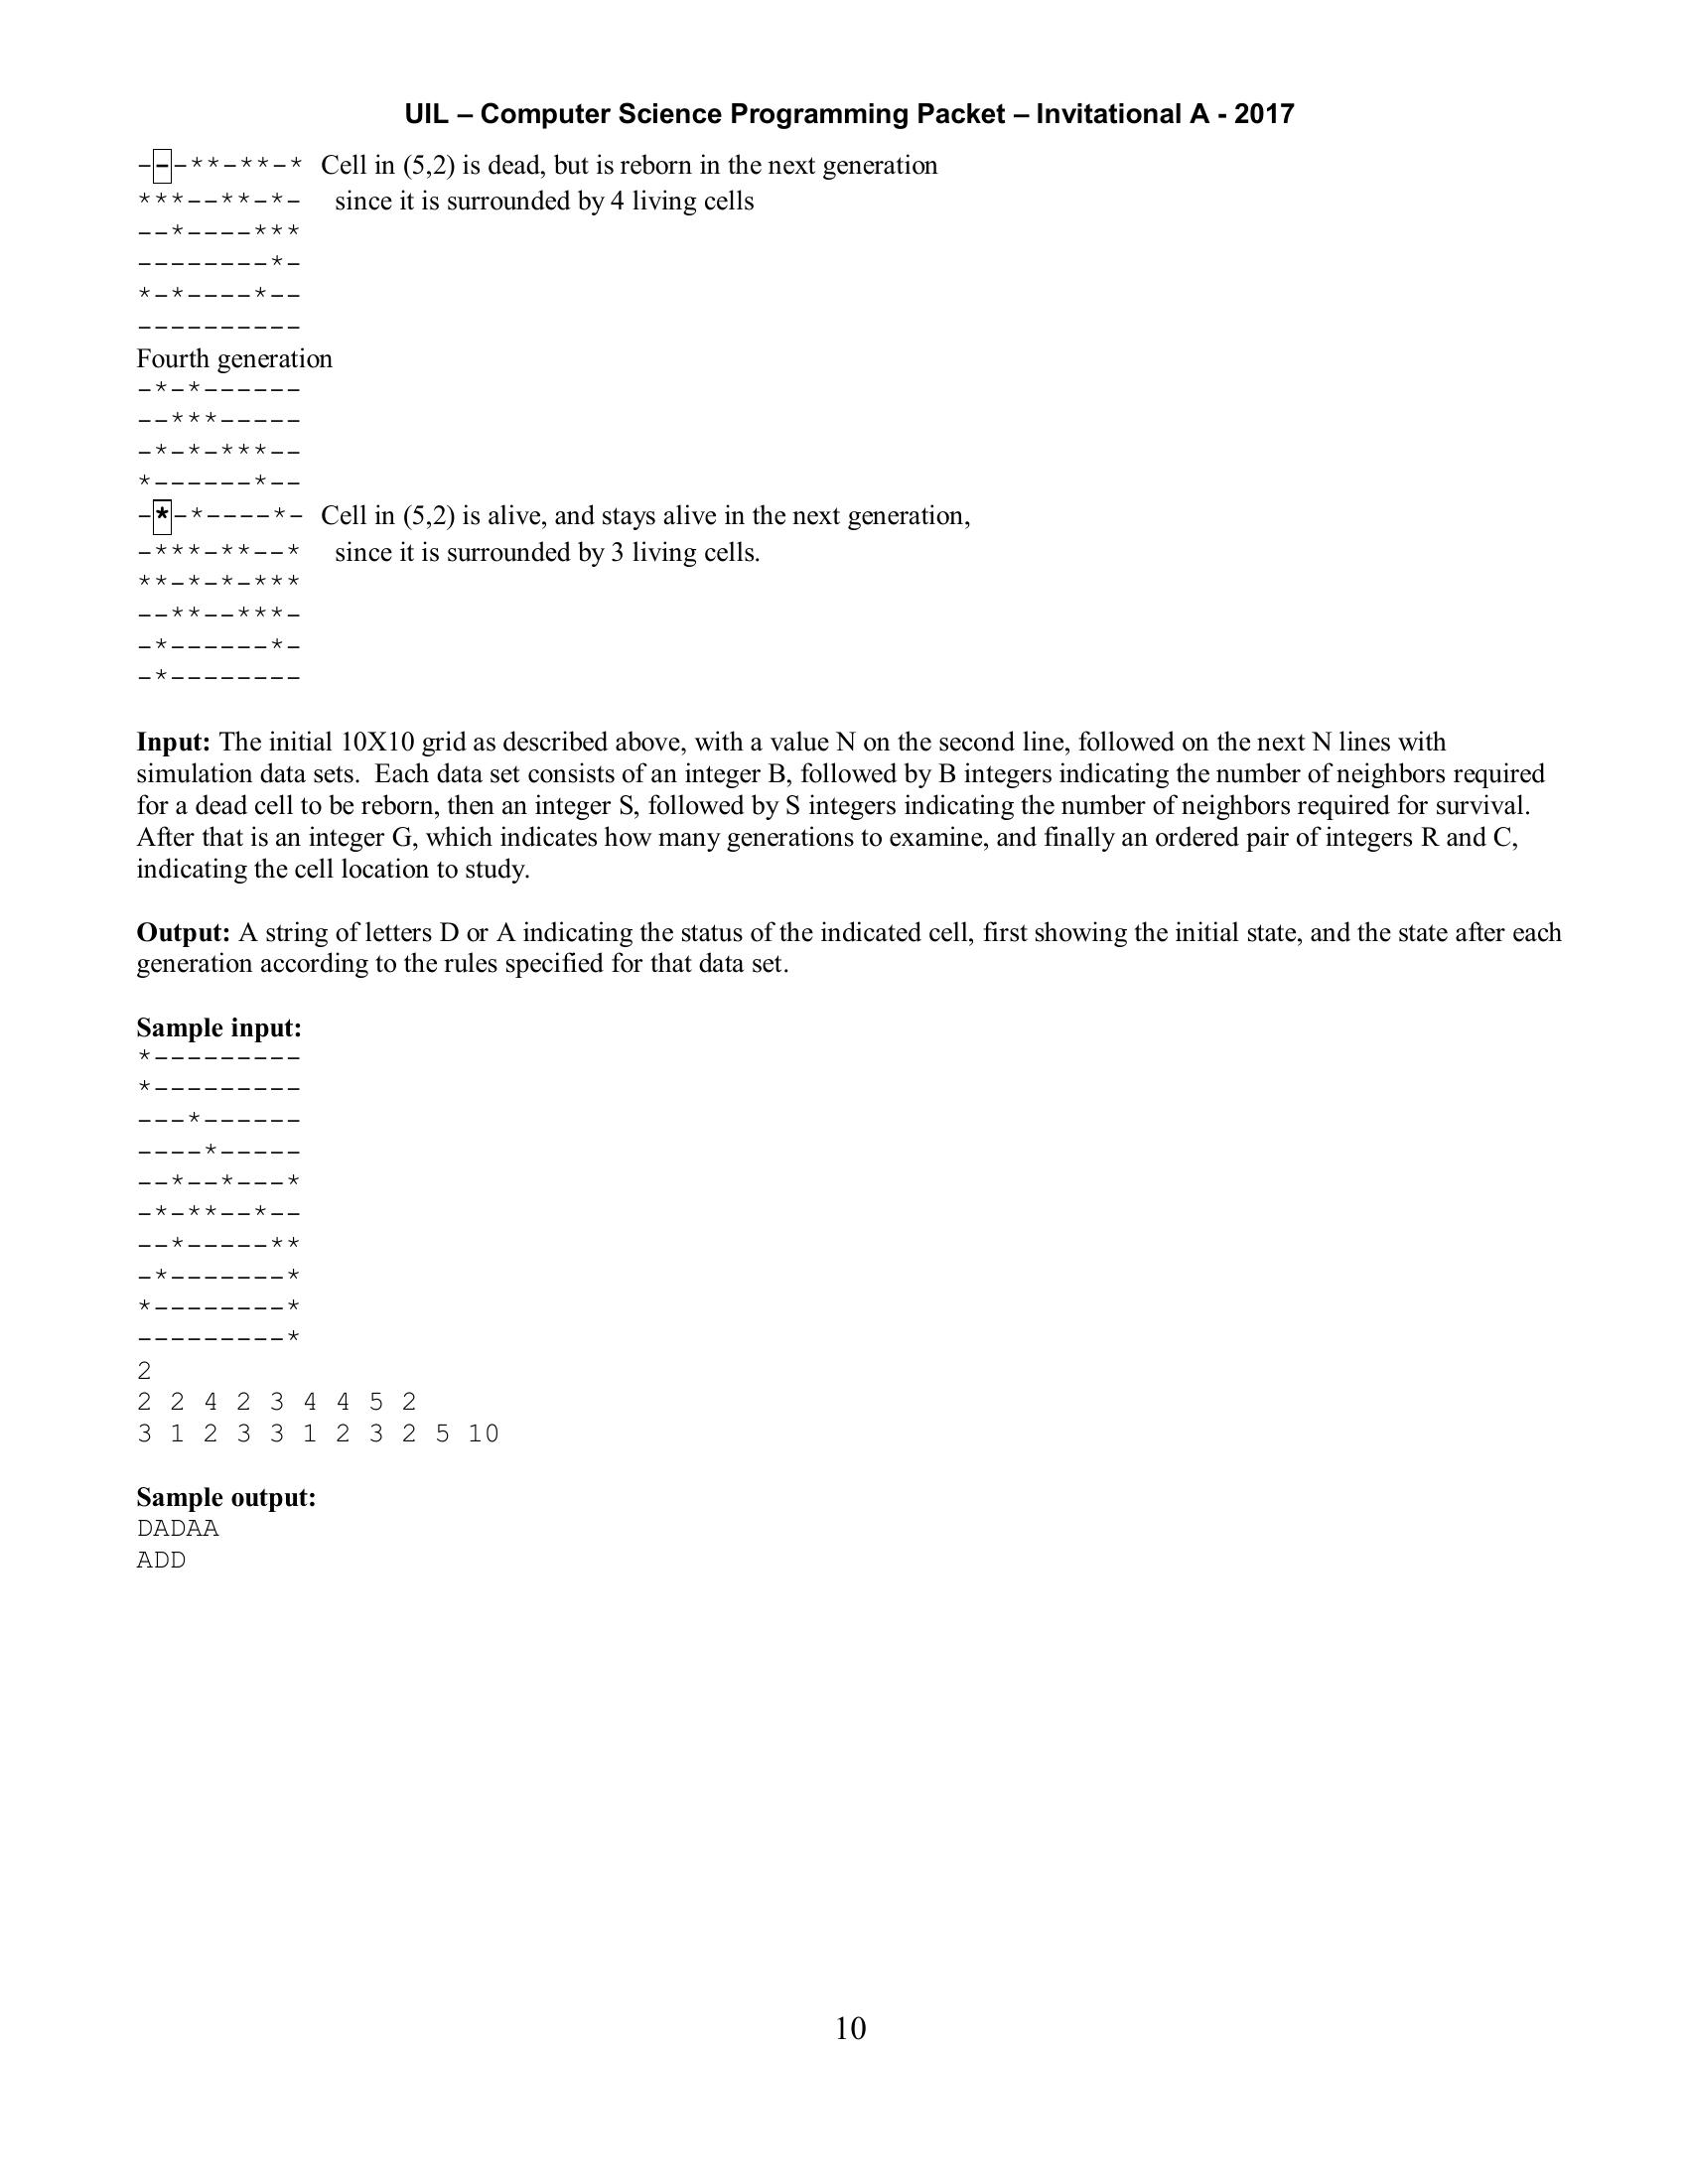 UIL – Computer Science Programming Packet – Invitational A - 2017
---**-**-* Cell in (5,2) is dead, but is reborn in the next generation
***--**-*- since it is surrounded by 4 living cells
--*----***
--------*-
*-*----*--
----------
Fourth generation
-*-*------
--***-----
-*-*-***--
*------*--
-*-*----*- Cell in (5,2) is alive, and stays alive in the next generation,
-***-**--* since it is surrounded by 3 living cells.
**-*-*-***
--**--***-
-*------*-
-*--------
Input: The initial 10X10 grid as described above, with a value N on the second line, followed on the next N lines with
simulation data sets. Each data set consists of an integer B, followed by B integers indicating the number of neighbors required
for a dead cell to be reborn, then an integer S, followed by S integers indicating the number of neighbors required for survival.
After that is an integer G, which indicates how many generations to examine, and finally an ordered pair of integers R and C,
indicating the cell location to study.
Output: A string of letters D or A indicating the status of the indicated cell, first showing the initial state, and the state after each
generation according to the rules specified for that data set.
Sample input:
*---------
*---------
---*------
----*-----
--*--*---*
-*-**--*--
--*-----**
-*-------*
*--------*
---------*
2
2 2 4 2 3 4 4 5 2
3 1 2 3 3 1 2 3 2 5 10
Sample output:
DADAA
ADD
10